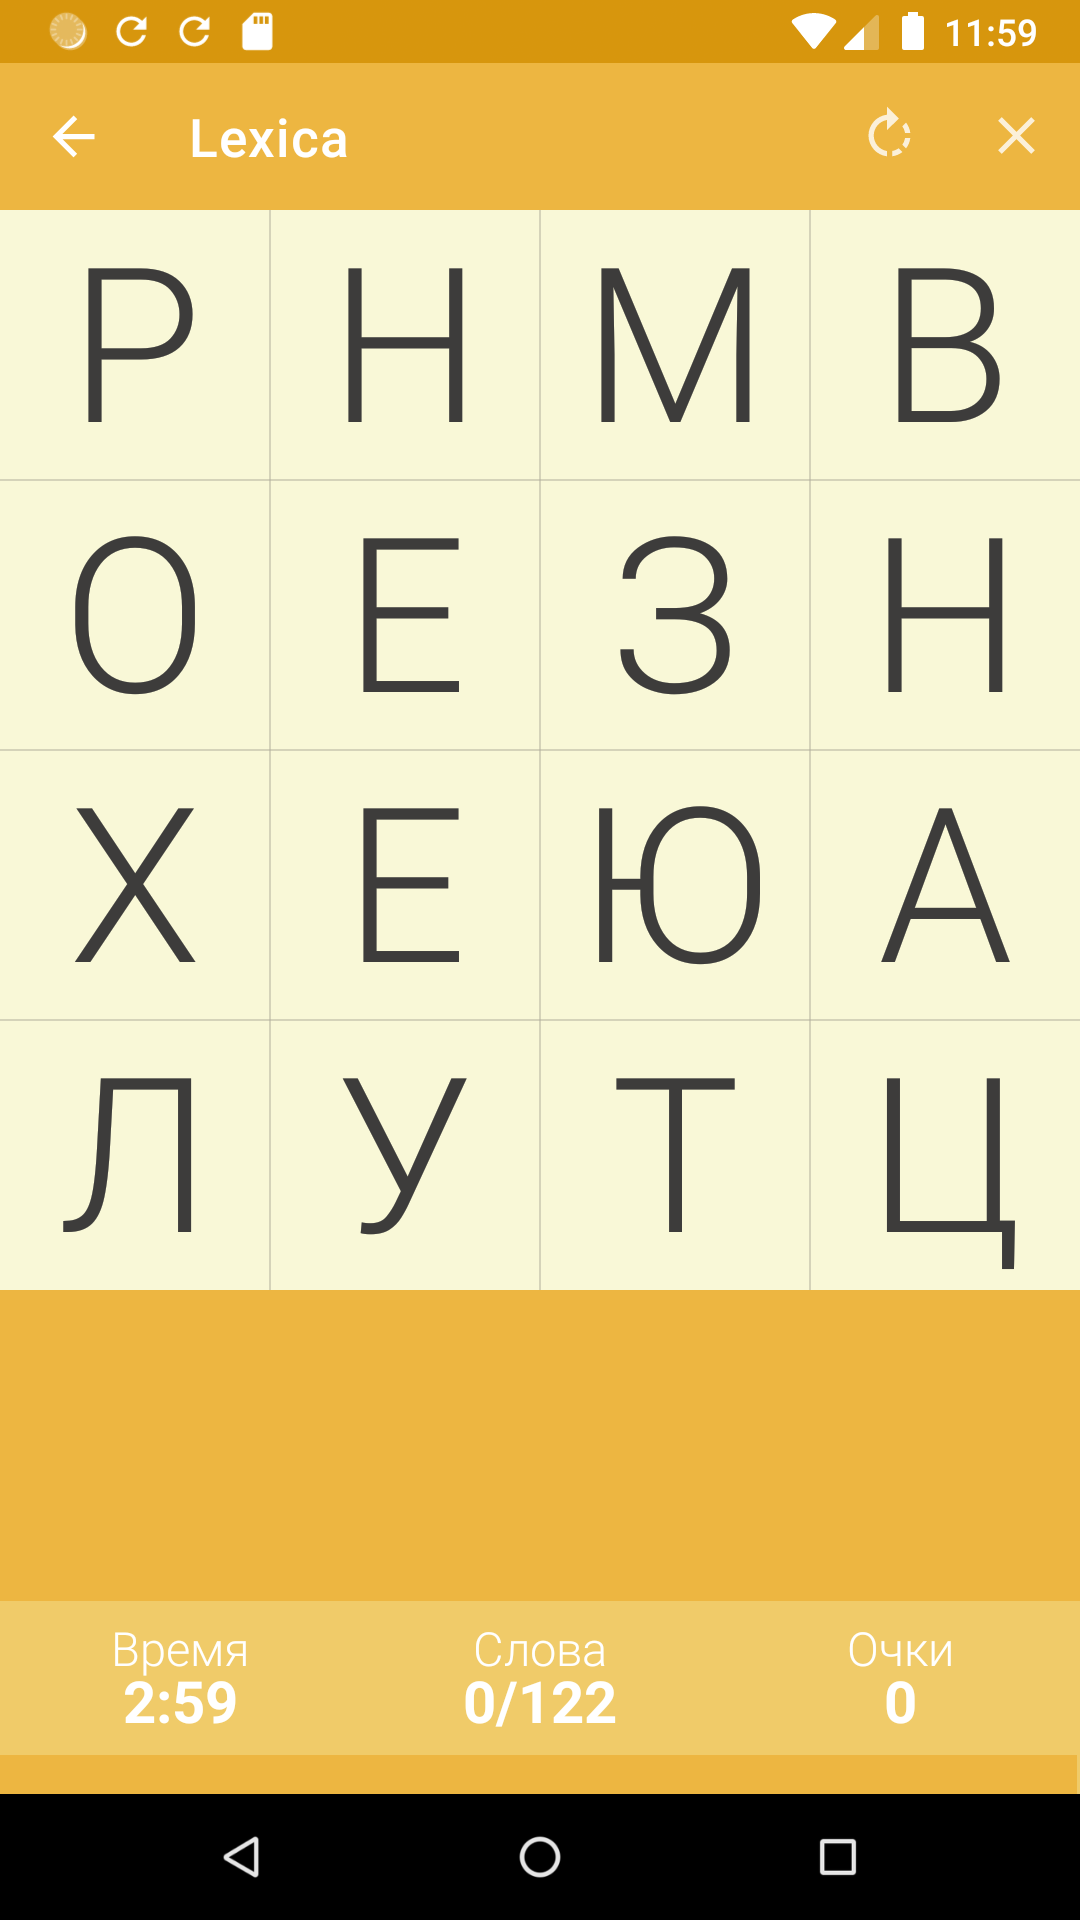 11:59
Lexica
Р Н М В
О Е З Н
Х Е Ю А
Л У Т Ц
Время Слова Очки
2:59 0/122 0